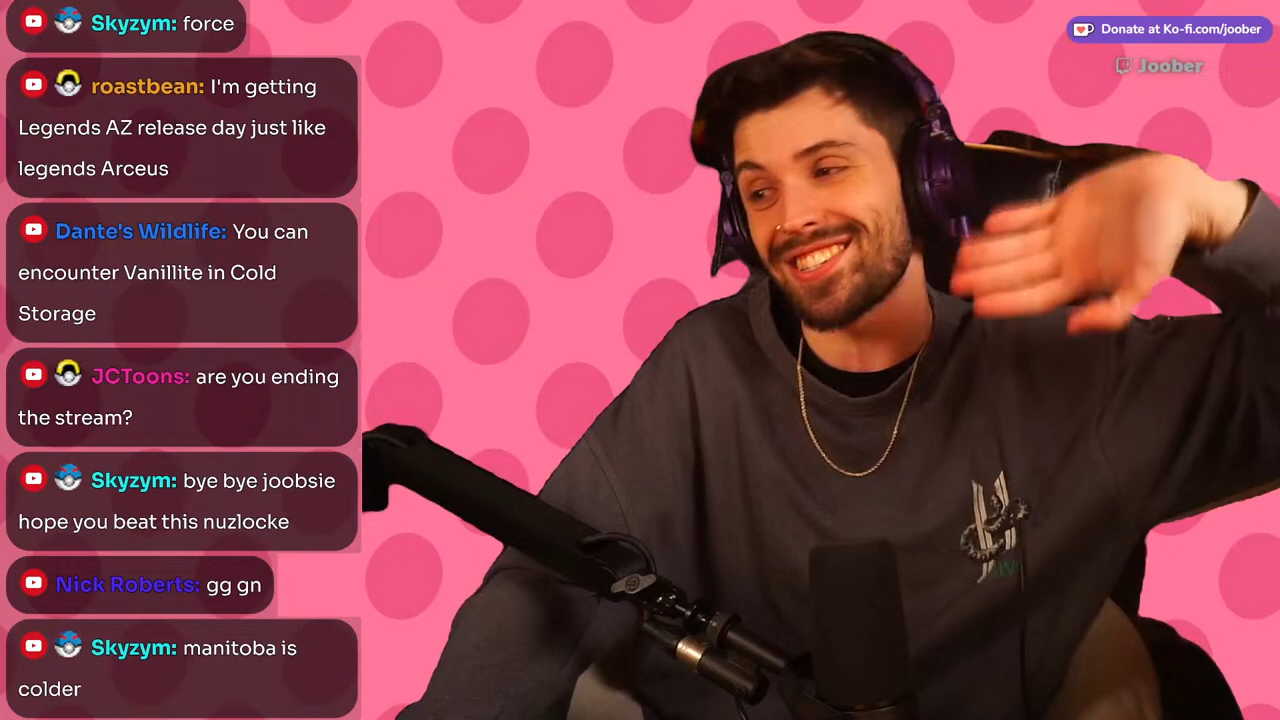 Skyzym: force
roastbean: I'm getting
Legends AZ release day just like
legends Arceus
Dante's Wildlife: You can
encounter Vanillite in Cold
Storage
JCToons: are you ending
the stream?
Skyzym: bye bye joobsie
hope you beat this nuzlocke
Nick Roberts: gg gn
Skyzym: manitoba is
colder
Donate at Ko-fi.com/joober
Joober